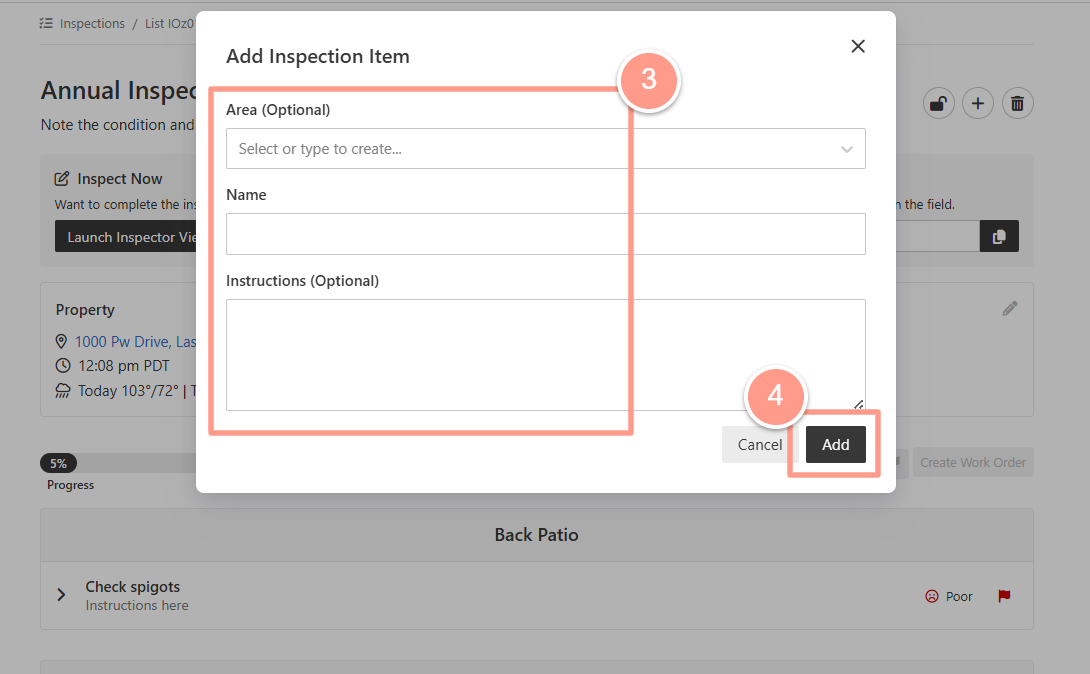 Inspections / List IOz0
Add Inspection Item
3
Annual Inspec
Note the condition and
Area (Optional)
Select or type to create...
Inspect Now
Name
Want to complete the ins
n the field.
Launch Inspector Vie
Instructions (Optional)
Property
1000 Pw Drive, Las
12:08 pm PDT
Today 103°/72° | T
4
Cancel
Add
5%
Progress
Create Work Order
Back Patio
Check spigots
Instructions here
Poor